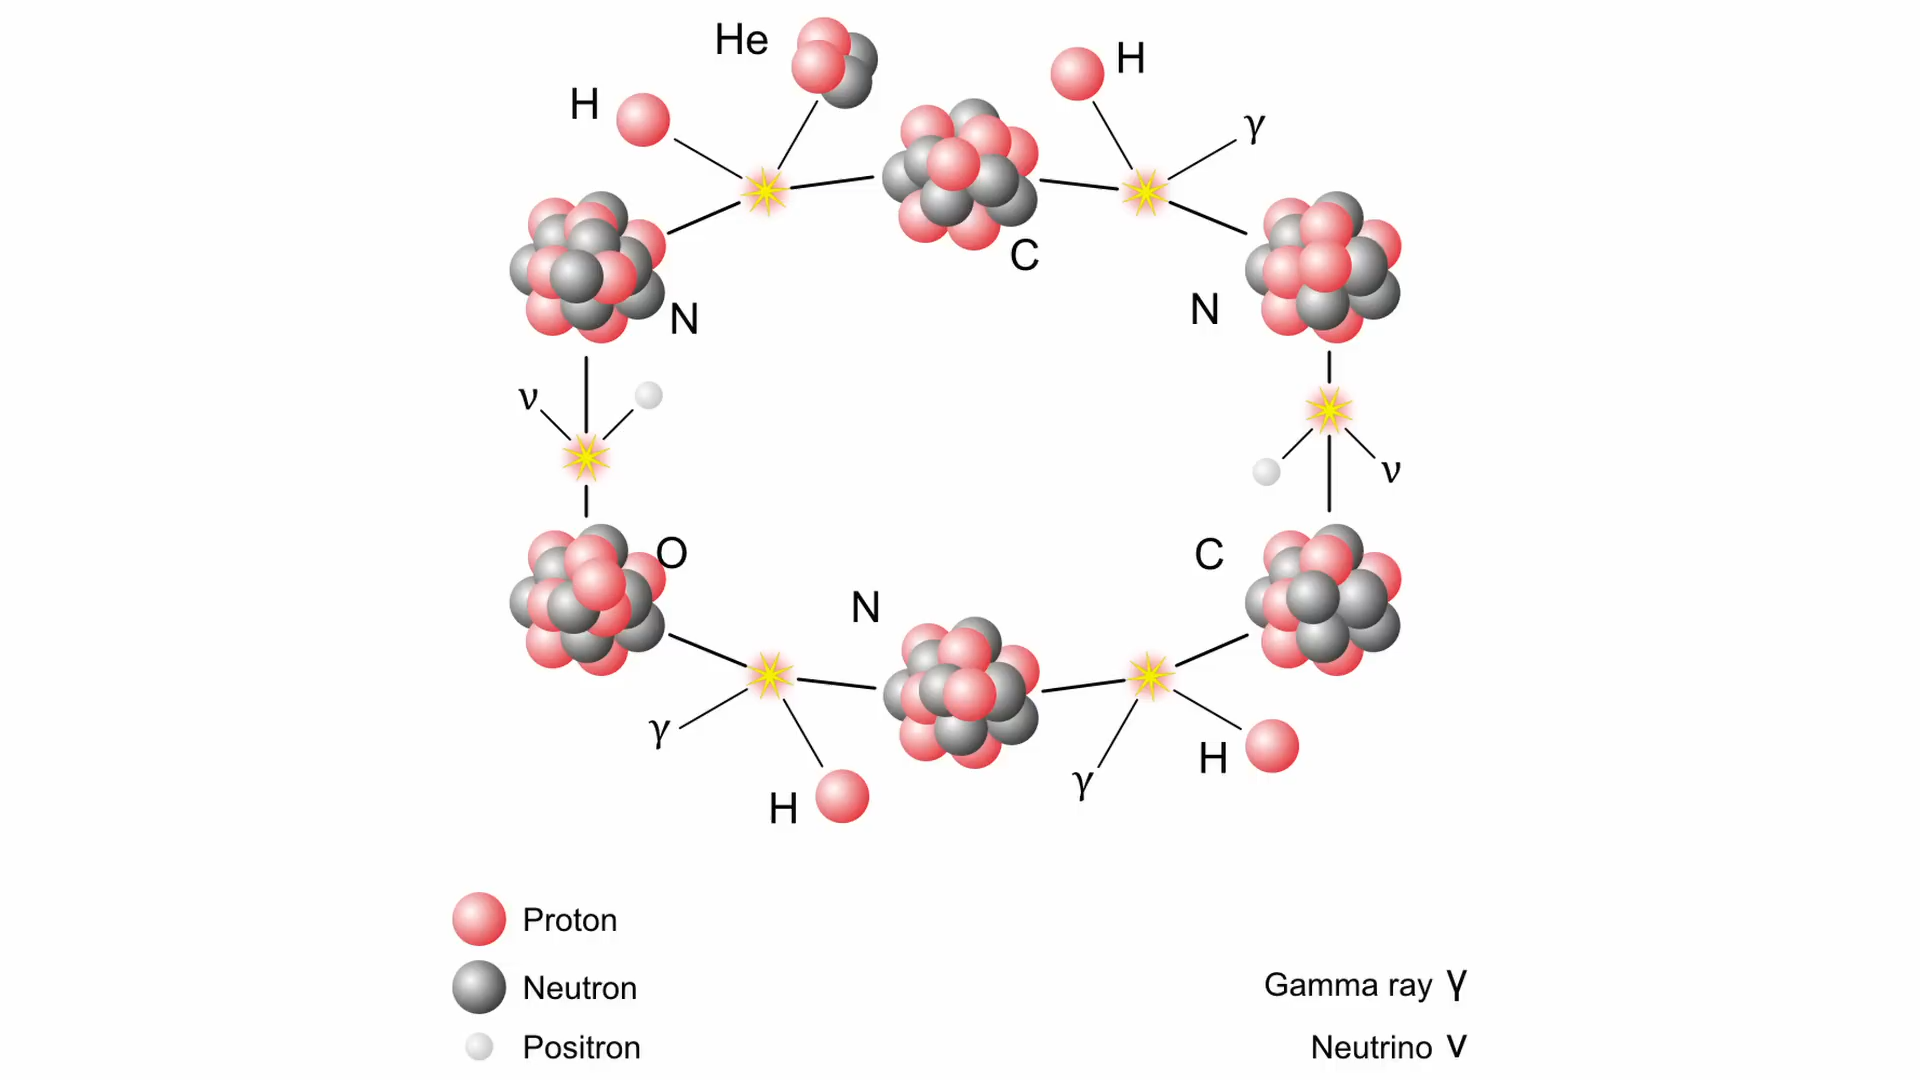 He
H
H
γ
C
N
N
ν
ν
O
C
N
γ
H
γ
H
Proton
Neutron
Gamma ray γ
Positron
Neutrino ν